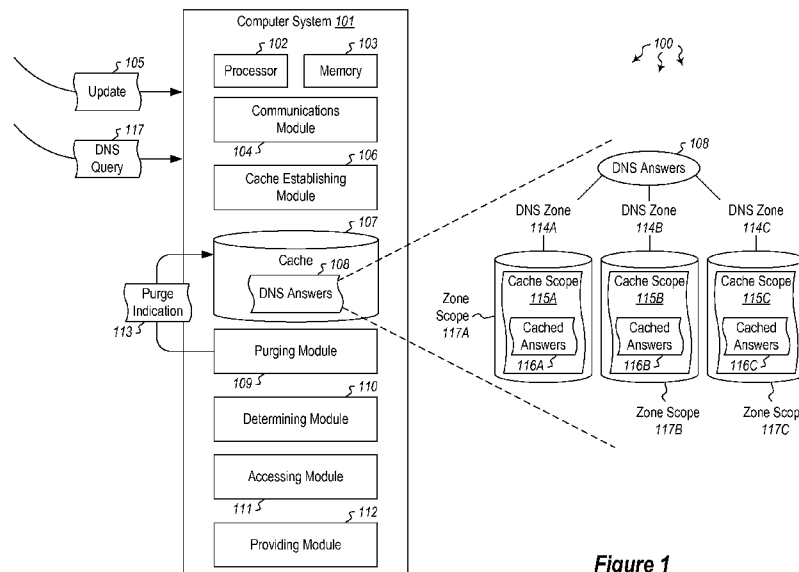 Computer System 101
102
103
Processor
Memory
105
Update
Communications
Module
104
117
DNS
Query
106
Cache Establishing
Module
107
Cache
108
DNS Answers
Purge
Indication
113
Purging Module
109
110
Determining Module
Accessing Module
111
112
Providing Module
100
108
DNS Answers
DNS Zone
114A
DNS Zone
114B
DNS Zone
114C
Cache Scope
115A
Cache Scope
115B
Cache Scope
115C
Zone
Scope
117A
Cached
Answers
Cached
Answers
Cached
Answers
116A
116B
116C
Zone Scope
117B
Zone Scope
117C
Figure 1